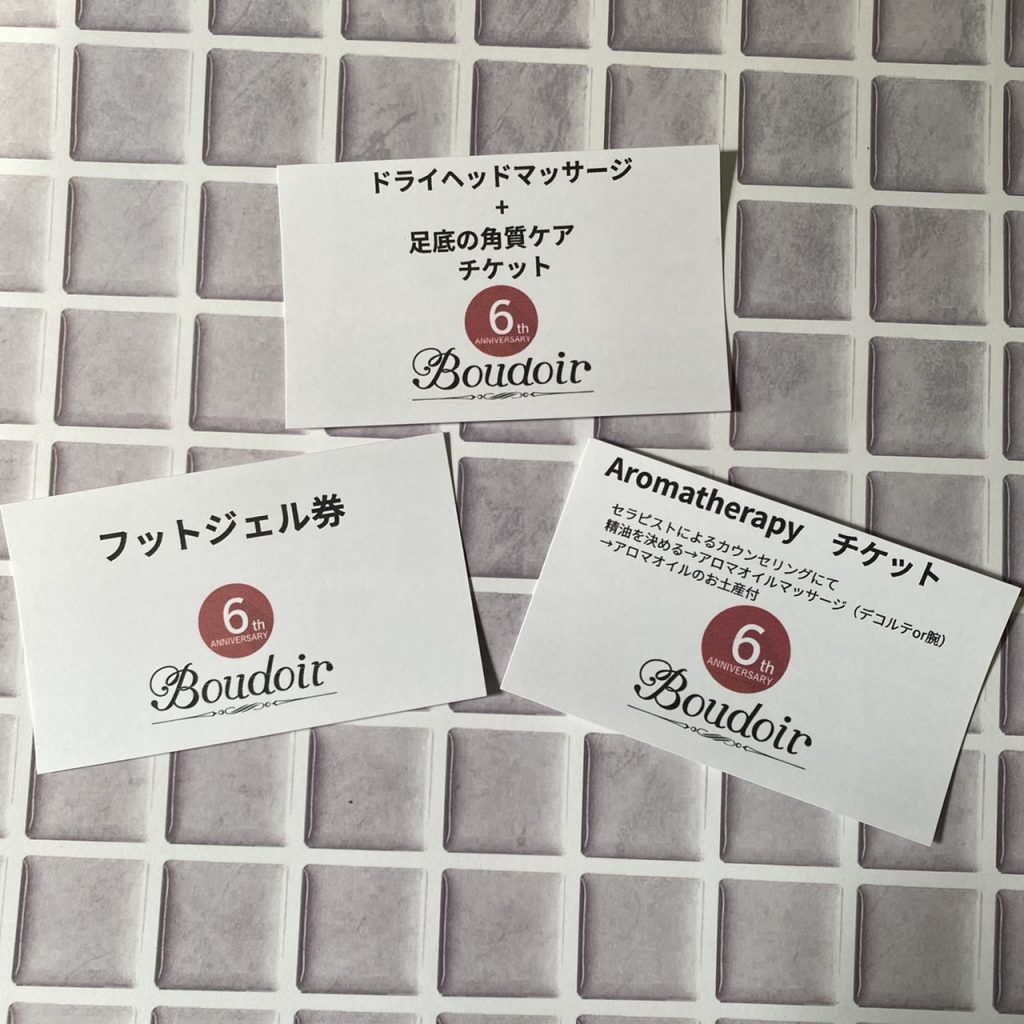 ドライヘッドマッサージ
+
足底の角質ケア
チケット
6th
ANNIVERSARY
Boudoir
フットジェル券
6th
ANNIVERSARY
Boudoir
Aromatherapy チケット
セラピストによるカウンセリングにて
精油を決める→アロマオイルマッサージ（デコルテor腕）
→アロマオイルのお土産付
6th
ANNIVERSARY
Boudoir